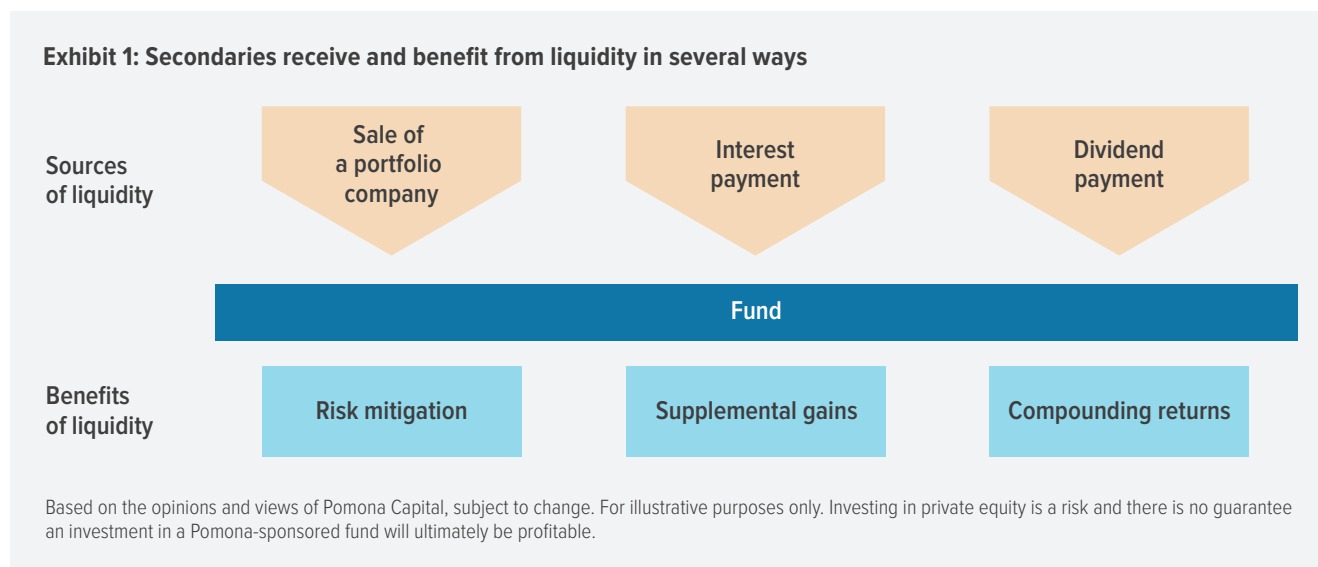 Exhibit 1: Secondaries receive and benefit from liquidity in several ways
Sources
of liquidity
Sale of
a portfolio
company
Interest
payment
Dividend
payment
Fund
Benefits
of liquidity
Risk mitigation
Supplemental gains
Compounding returns
Based on the opinions and views of Pomona Capital, subject to change. For illustrative purposes only. Investing in private equity is a risk and there is no guarantee
an investment in a Pomona-sponsored fund will ultimately be profitable.